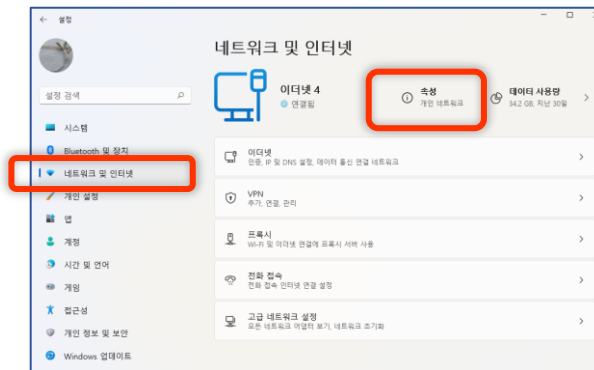 ← 설정
네트워크 및 인터넷
이더넷 4
연결됨
속성
개인 네트워크
데이터 사용량
34.2 GB, 지난 30일
설정 검색
시스템
Bluetooth 및 장치
네트워크 및 인터넷
개인 설정
앱
계정
시간 및 언어
게임
접근성
개인 정보 및 보안
Windows 업데이트
이더넷
인증, IP 및 DNS 설정, 데이터 통신 연결 네트워크
VPN
추가, 연결, 관리
프록시
Wi-Fi 및 이더넷 연결에 프록시 서버 사용
전화 접속
전화 접속 인터넷 연결 설정
고급 네트워크 설정
모든 네트워크 어댑터 보기, 네트워크 초기화